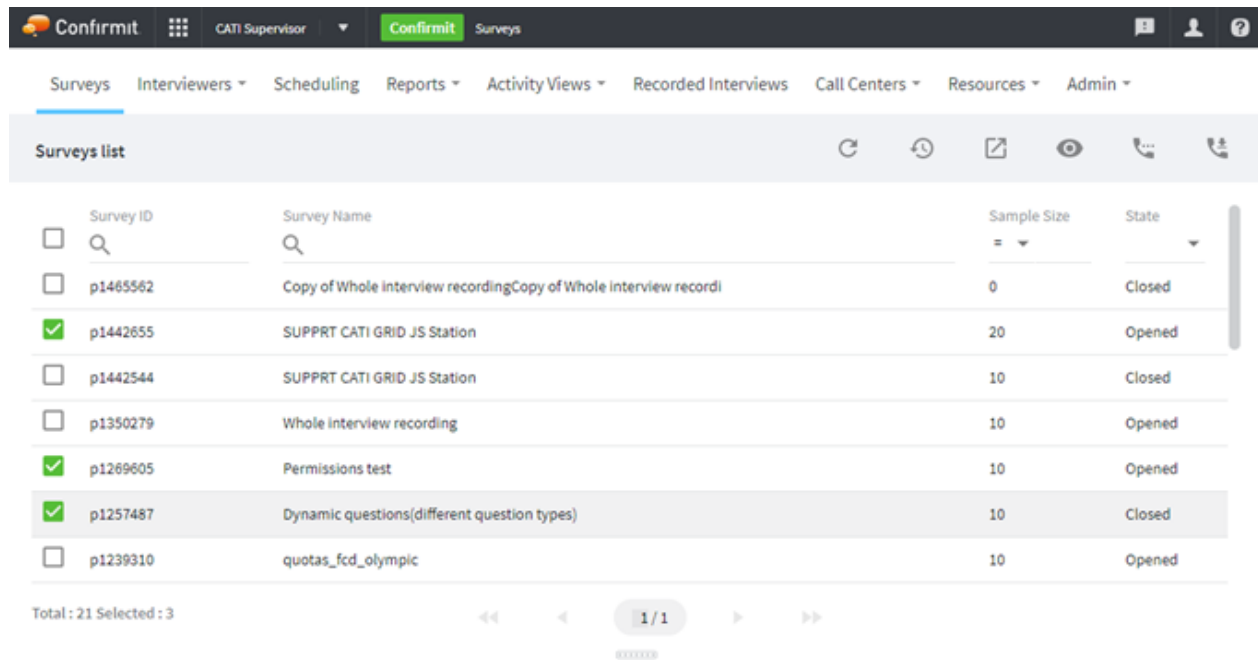 Confirmit CATI Supervisor Confirmit Surveys
Surveys Interviewers Scheduling Reports Activity Views Recorded Interviews Call Centers Resources Admin
Surveys list
Survey ID Survey Name Sample Size State
=
p1465562 Copy of Whole interview recordingCopy of Whole interview recordi 0 Closed
p1442655 SUPPRT CATI GRID JS Station 20 Opened
p1442544 SUPPRT CATI GRID JS Station 10 Closed
p1350279 Whole interview recording 10 Opened
p1269605 Permissions test 10 Opened
p1257487 Dynamic questions(different question types) 10 Closed
p1239310 quotas_fcd_olympic 10 Opened
Total : 21 Selected : 3 1 / 1